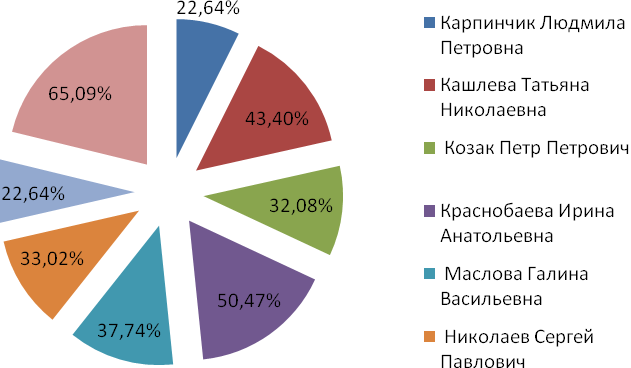 22,64%
65,09%
43,40%
22,64%
32,08%
33,02%
50,47%
37,74%
Карпинчик Людмила
Петровна
Кашлева Татьяна
Николаевна
Козак Петр Петрович
Краснобаева Ирина
Анатольевна
Маслова Галина
Васильевна
Николаев Сергей
Павлович